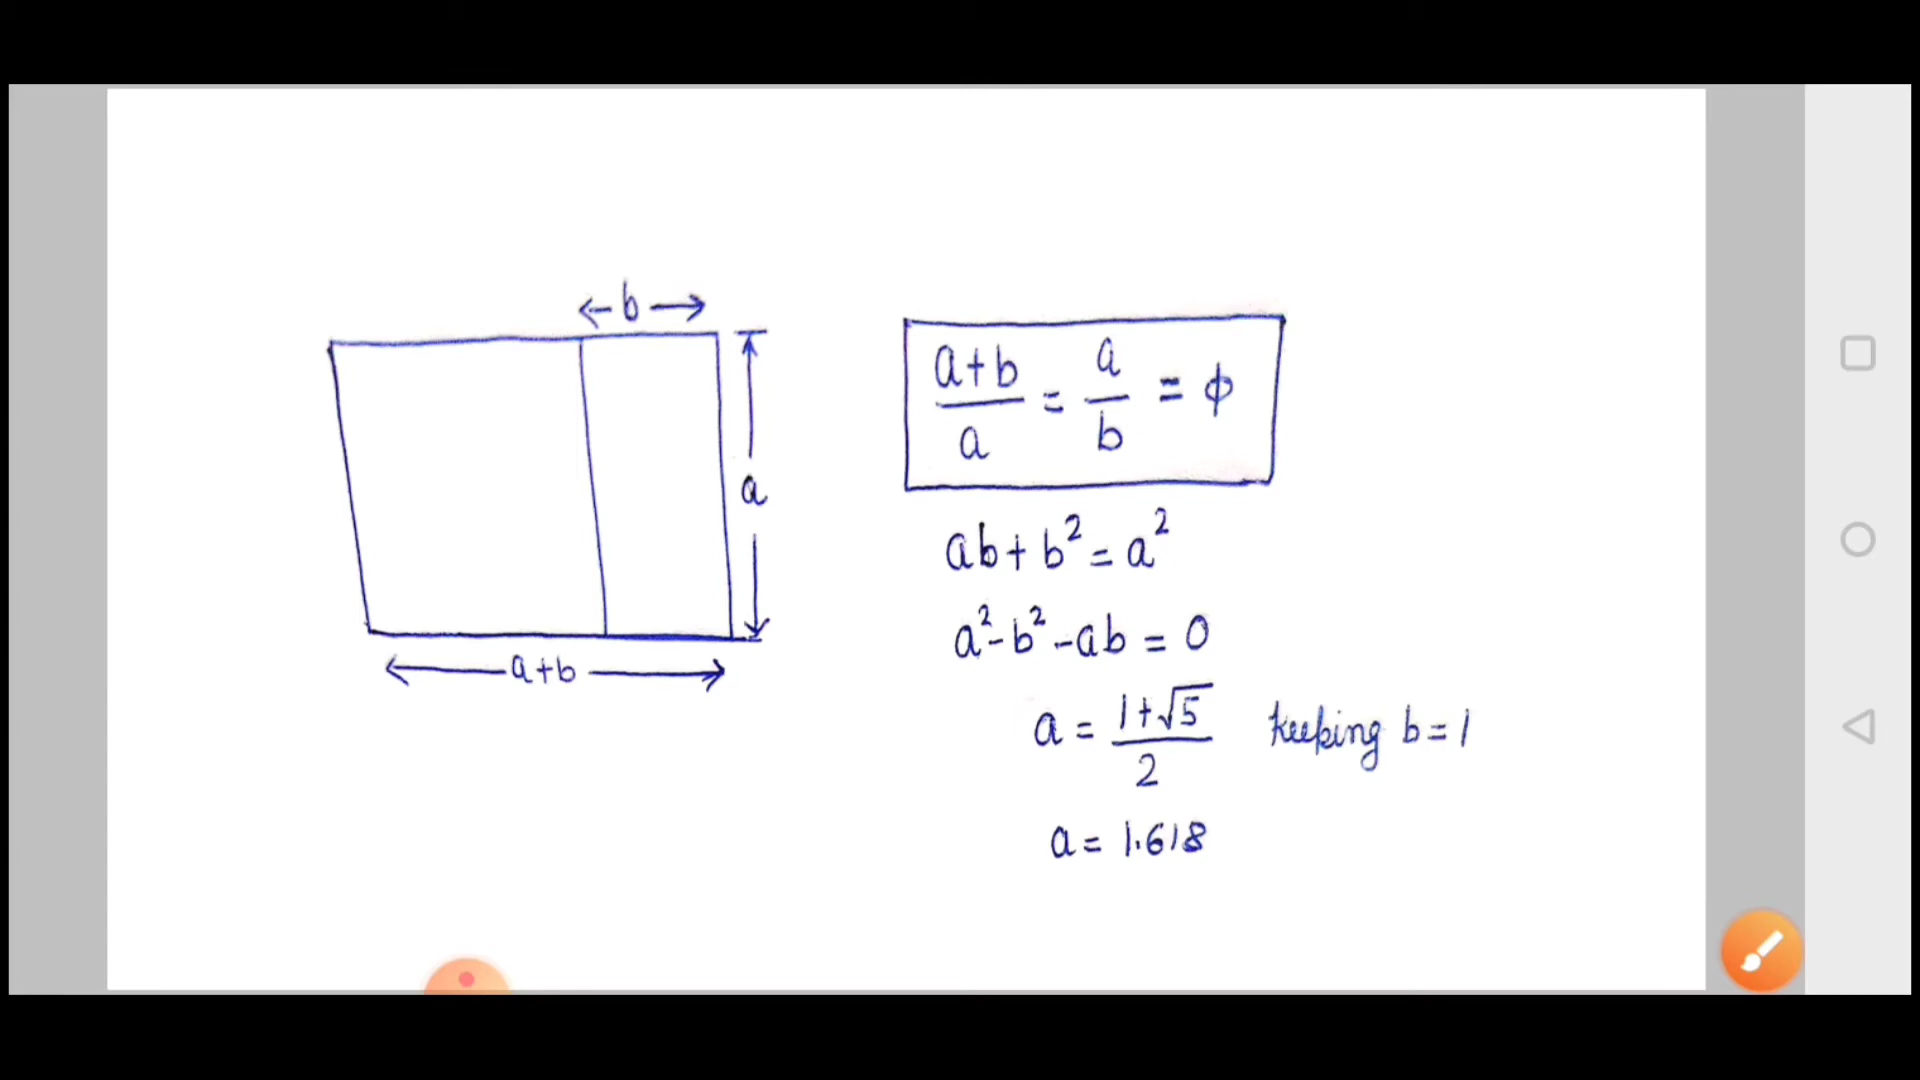 ←b→
a
←a+b→
(a+b)/a = a/b = ϕ
ab+b²=a²
a²-b²-ab=0
a = (1+√5)/2 keeping b=1
a= 1.618